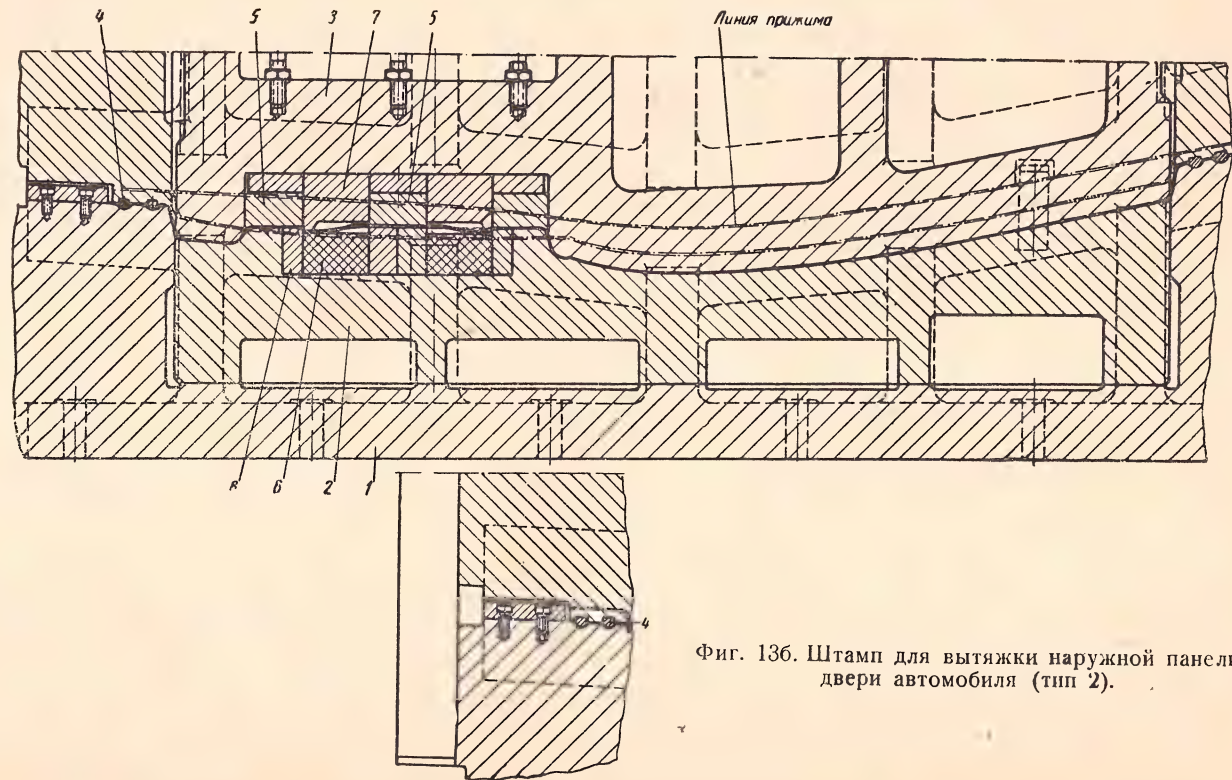 4 5 3 7 5 Линия прижима
в 6 2 1
4
Фиг. 13б. Штамп для вытяжки наружной панели
двери автомобиля (тип 2).